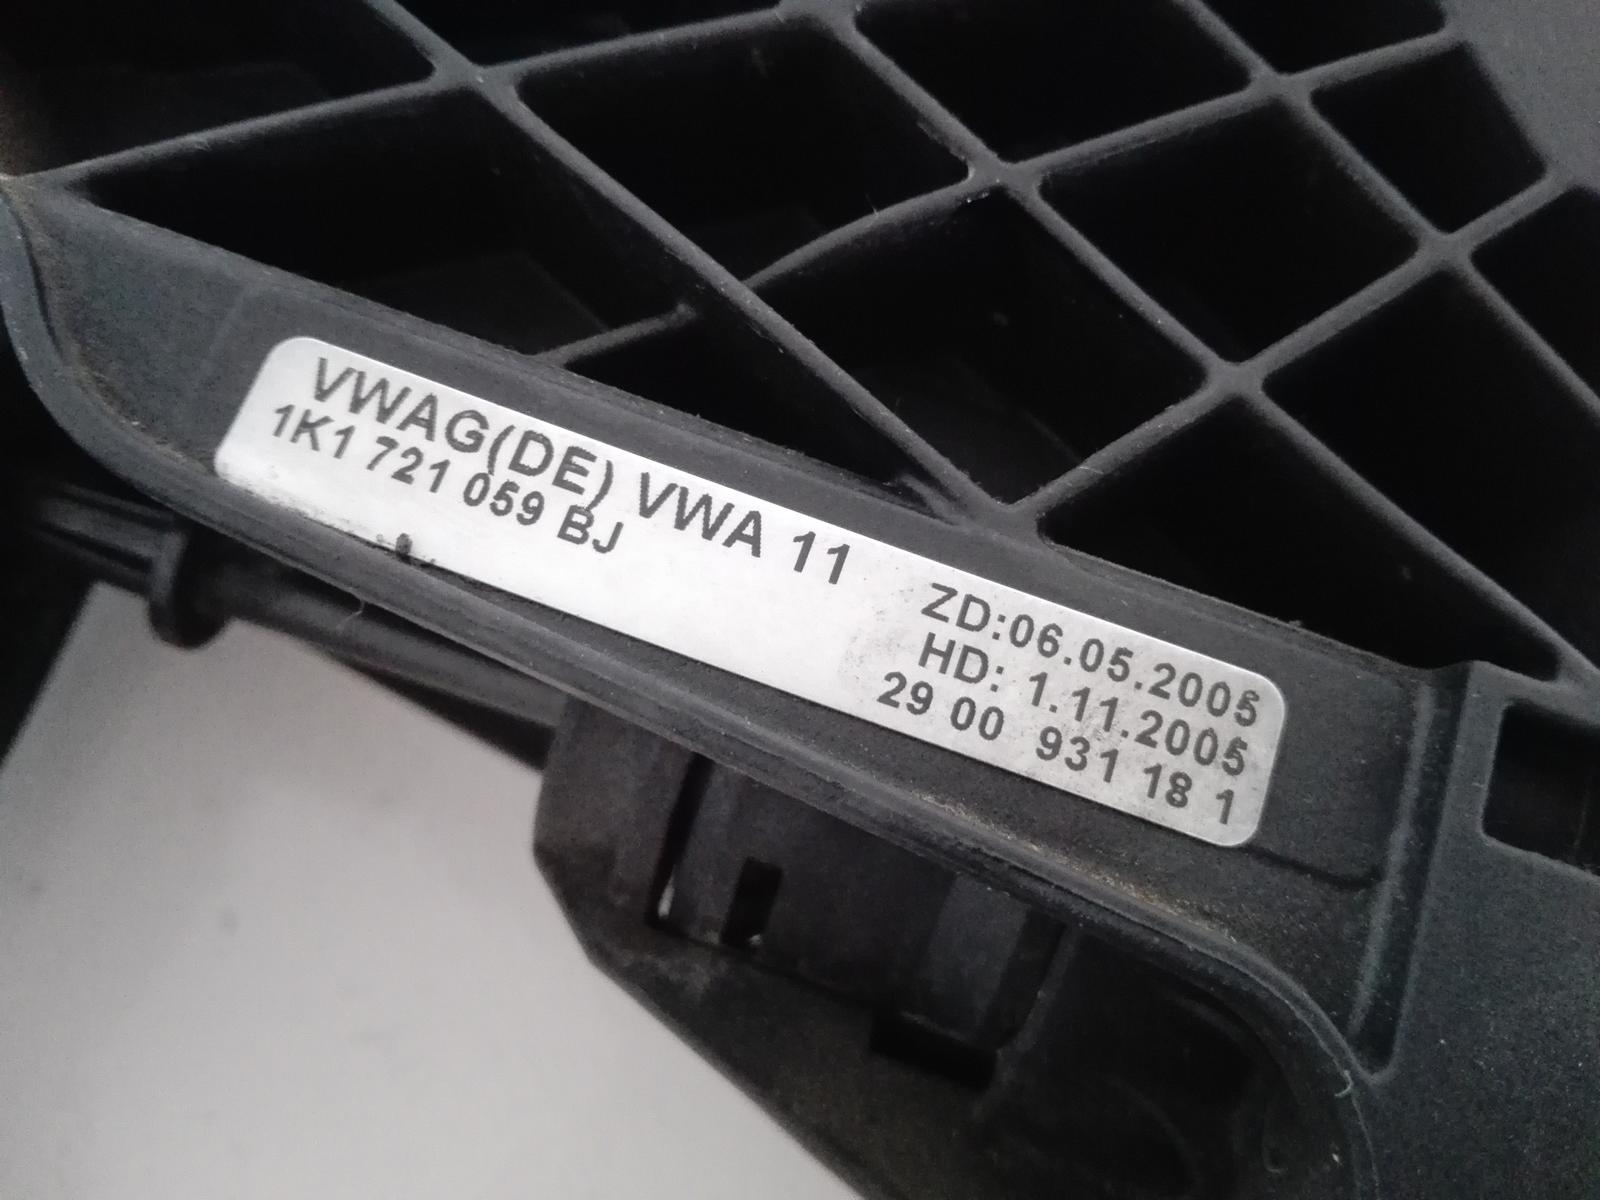 VWAG(DE) VWA 11
1K1 721 059 BJ
ZD:06.05.2005
HD: 1.11.2005
29 00 931 18 1